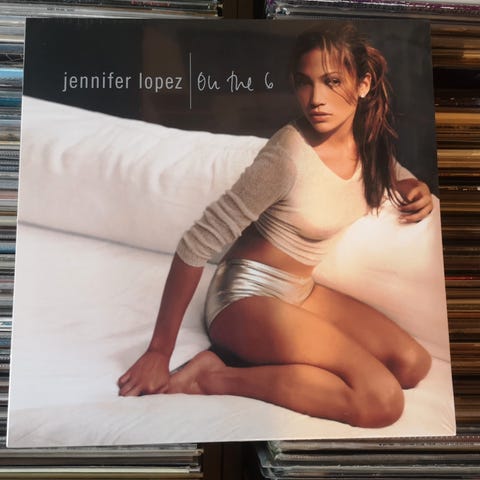 jennifer lopez On The 6